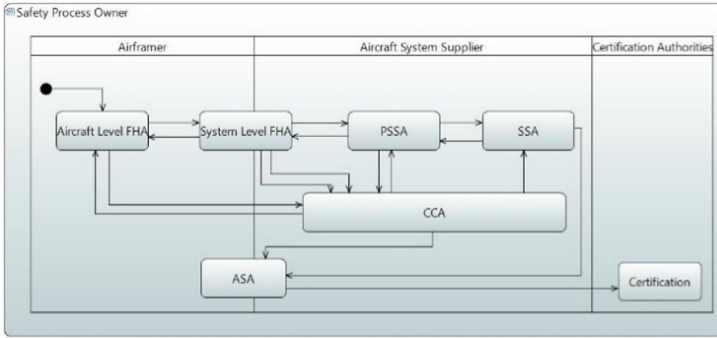 Safety Process Owner
Airframer
Aircraft System Supplier
Certification Authorities
Aircraft Level FHA
System Level FHA
PSSA
SSA
CCA
ASA
Certification